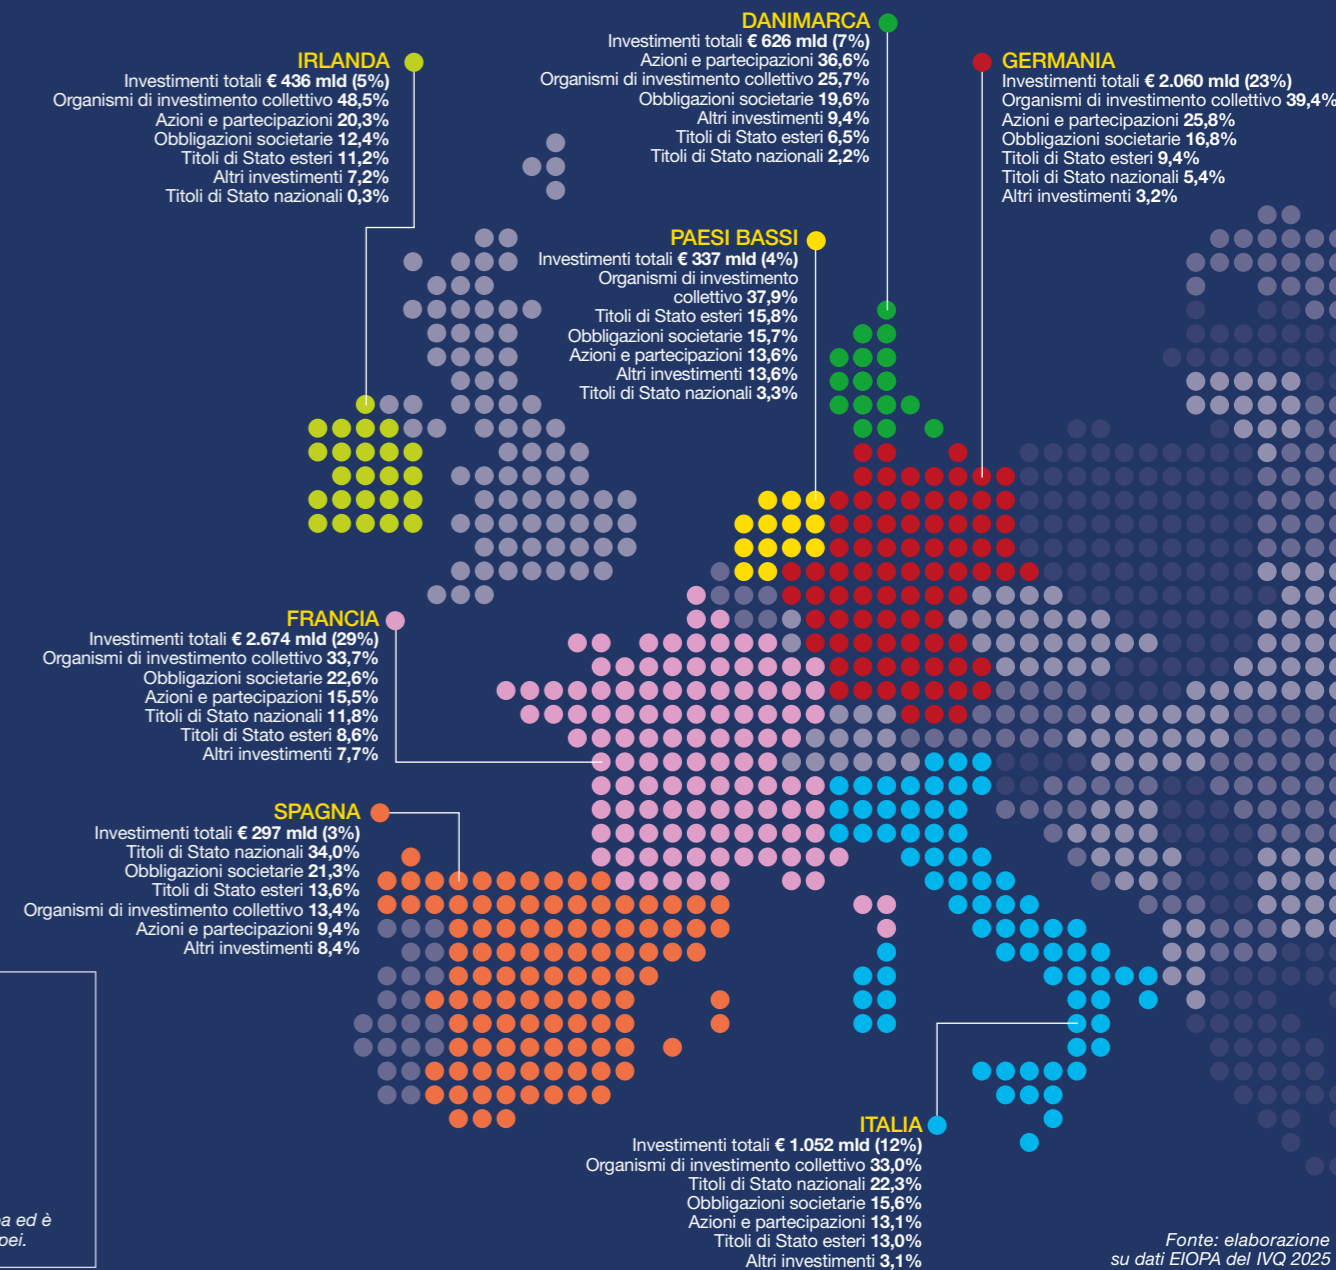 DANIMARCA
Investimenti totali € 626 mld (7%)
Azioni e partecipazioni 36,6%
Organismi di investimento collettivo 25,7%
Obbligazioni societarie 19,6%
Altri investimenti 9,4%
Titoli di Stato esteri 6,5%
Titoli di Stato nazionali 2,2%
IRLANDA
Investimenti totali € 436 mld (5%)
Organismi di investimento collettivo 48,5%
Azioni e partecipazioni 20,3%
Obbligazioni societarie 12,4%
Titoli di Stato esteri 11,2%
Altri investimenti 7,2%
Titoli di Stato nazionali 0,3%
GERMANIA
Investimenti totali € 2.060 mld (23%)
Organismi di investimento collettivo 39,4%
Azioni e partecipazioni 25,8%
Obbligazioni societarie 16,8%
Titoli di Stato esteri 9,4%
Titoli di Stato nazionali 5,4%
Altri investimenti 3,2%
PAESI BASSI
Investimenti totali € 337 mld (4%)
Organismi di investimento
collettivo 37,9%
Titoli di Stato esteri 15,8%
Obbligazioni societarie 15,7%
Azioni e partecipazioni 13,6%
Altri investimenti 13,6%
Titoli di Stato nazionali 3,3%
FRANCIA
Investimenti totali € 2.674 mld (29%)
Organismi di investimento collettivo 33,7%
Obbligazioni societarie 22,6%
Azioni e partecipazioni 15,5%
Titoli di Stato nazionali 11,8%
Titoli di Stato esteri 8,6%
Altri investimenti 7,7%
SPAGNA
Investimenti totali € 297 mld (3%)
Titoli di Stato nazionali 34,0%
Obbligazioni societarie 21,3%
Titoli di Stato esteri 13,6%
Organismi di investimento collettivo 13,4%
Azioni e partecipazioni 9,4%
Altri investimenti 8,4%
ITALIA
Investimenti totali € 1.052 mld (12%)
Organismi di investimento collettivo 33,0%
Titoli di Stato nazionali 22,3%
Obbligazioni societarie 15,6%
Azioni e partecipazioni 13,1%
Titoli di Stato esteri 13,0%
Altri investimenti 3,1%
ed è
Fonte: elaborazione
su dati EIOPA del IVQ 2025